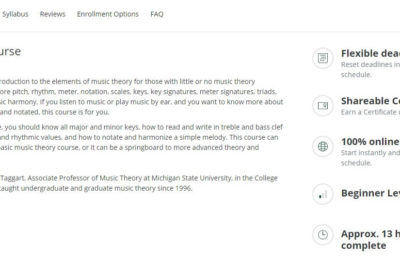 Syllabus Reviews Enrollment Options FAQ
urse
roduction to the elements of music theory for those with little or no music theory
ore pitch, rhythm, meter, notation, scales, keys, key signatures, meter signatures, triads,
sic harmony. If you listen to music or play music by ear, and you want to know more about
and notated, this course is for you.
e, you should know all major and minor keys, how to read and write in treble and bass clef
and rhythmic values, and how to notate and harmonize a simple melody. This course can
basic music theory course, or it can be a springboard to more advanced theory and
Taggart, Associate Professor of Music Theory at Michigan State University, in the College
taught undergraduate and graduate music theory since 1996.
Flexible dea
Reset deadlines in
schedule.
Shareable Ce
Earn a Certificate
100% online
Start instantly and
schedule.
Beginner Lev
Approx. 13 h
complete